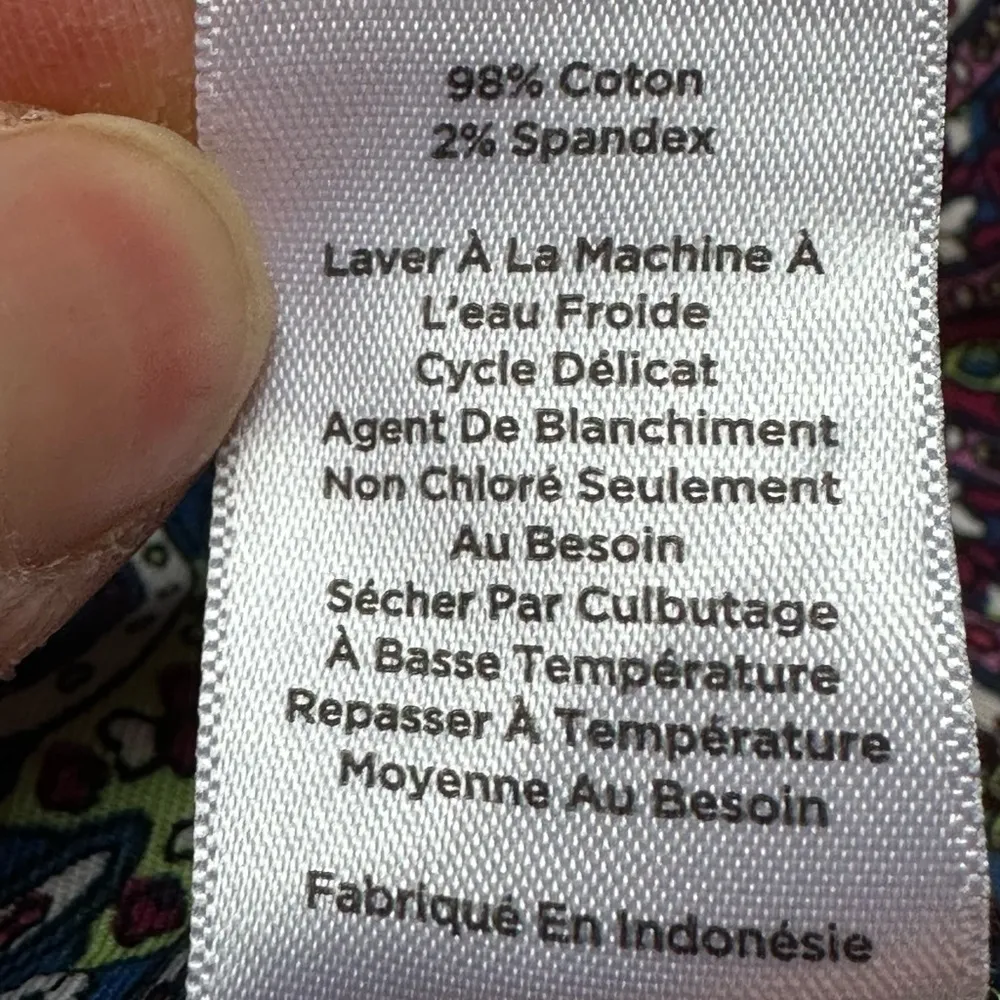 98% Coton
2% Spandex
Laver À La Machine À
L'eau Froide
Cycle Délicat
Agent De Blanchiment
Non Chloré Seulement
Au Besoin
Sécher Par Culbutage
À Basse Température
Repasser À Température
Moyenne Au Besoin
Fabriqué En Indonésie